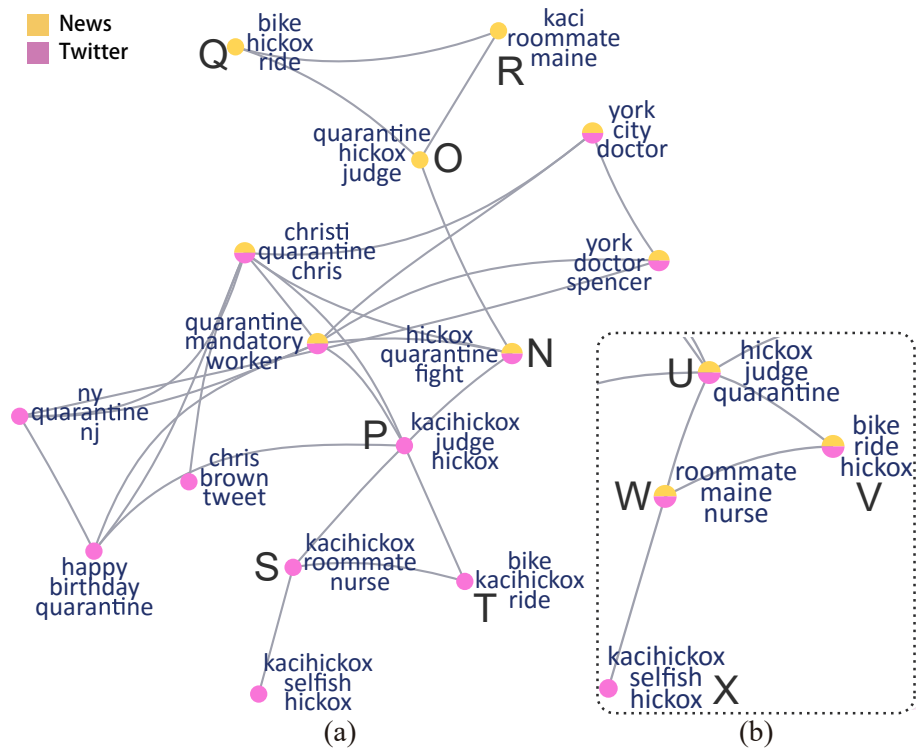 News
Twitter
bike
hickox
ride
Q
kaci
roommate
maine
R
quarantine
hickox
judge
O
york
city
doctor
christi
quarantine
chris
york
doctor
spencer
quarantine
mandatory
worker
hickox
quarantine
fight
N
ny
quarantine
nj
P
kacihickox
judge
hickox
chris
brown
tweet
happy
birthday
quarantine
S
kacihickox
roommate
nurse
bike
kacihickox
ride
T
kacihickox
selfish
hickox
(a)
U
hickox
judge
quarantine
bike
ride
hickox
V
W
roommate
maine
nurse
kacihickox
selfish
hickox
X
(b)